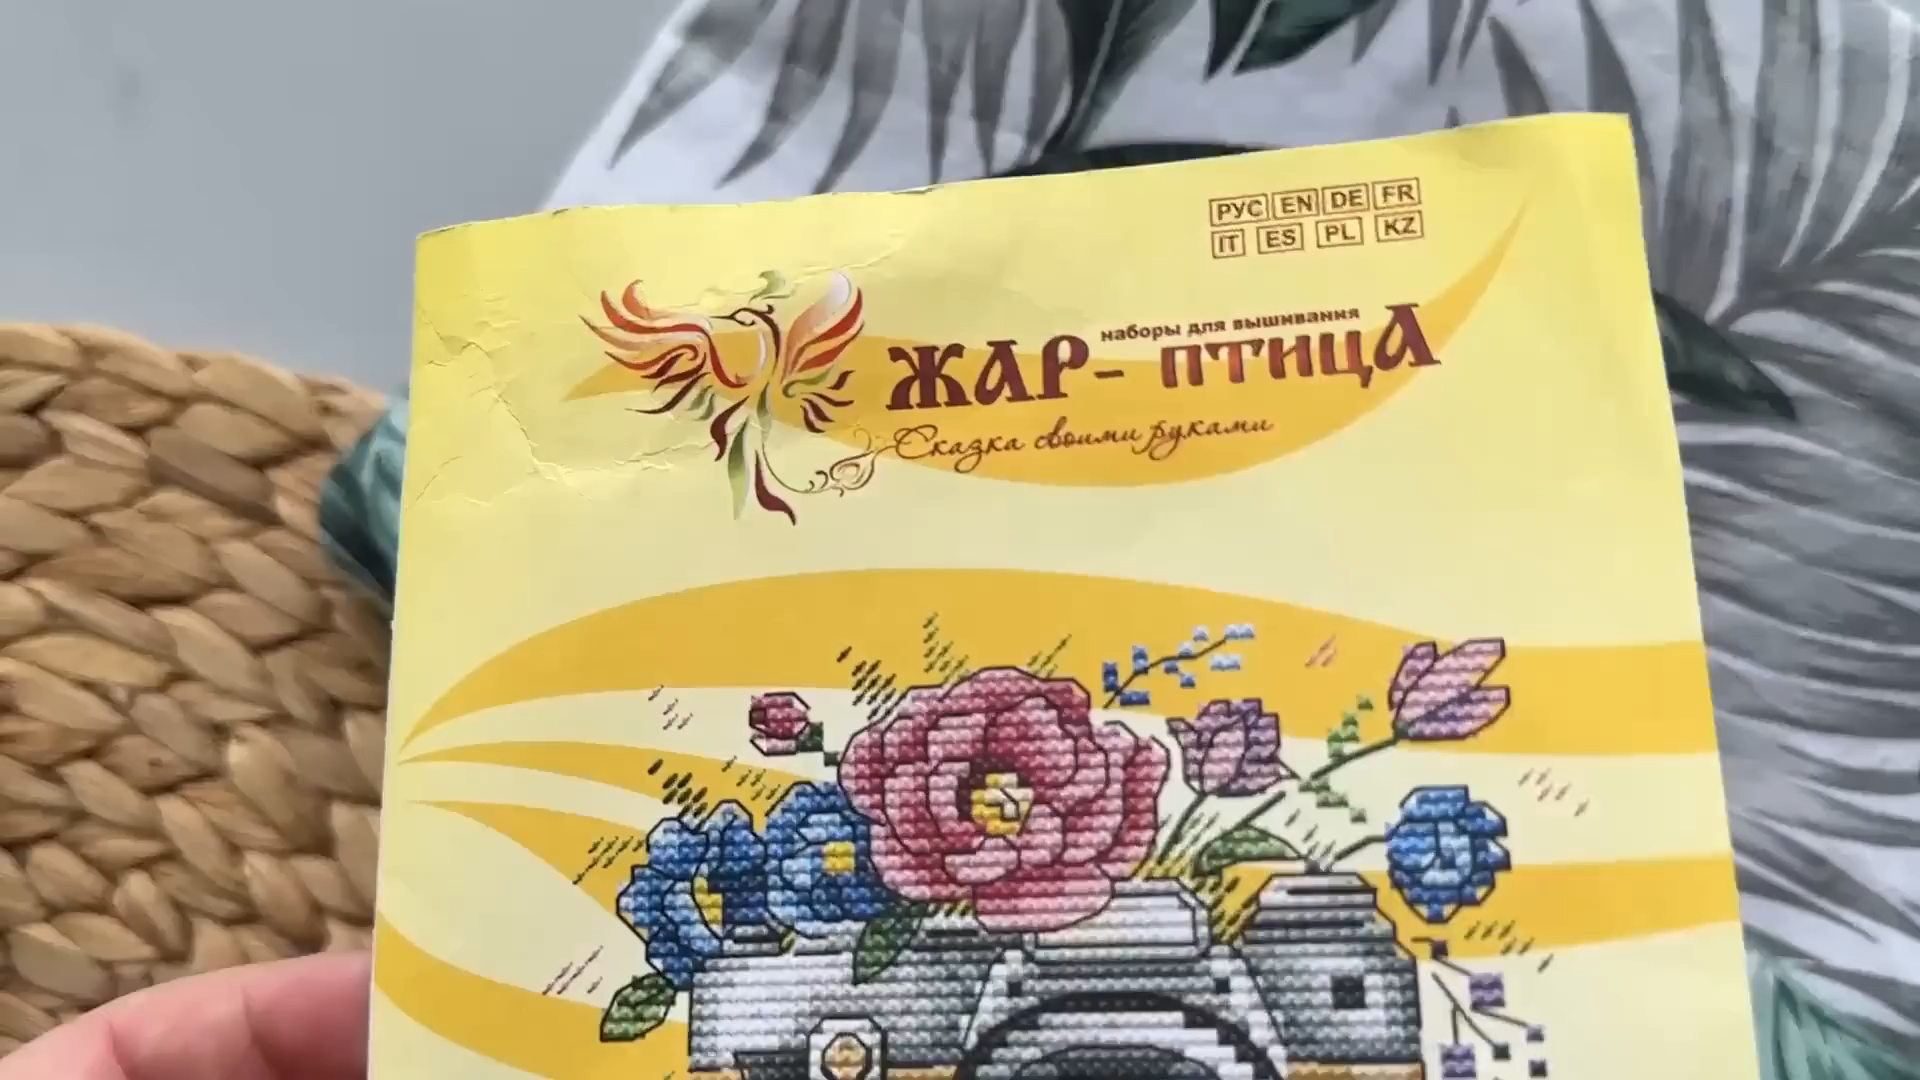 РУС EN DE FR
IT ES PL KZ
наборы для вышивания
ЖАР-ПТИЦА
Сказка своими руками